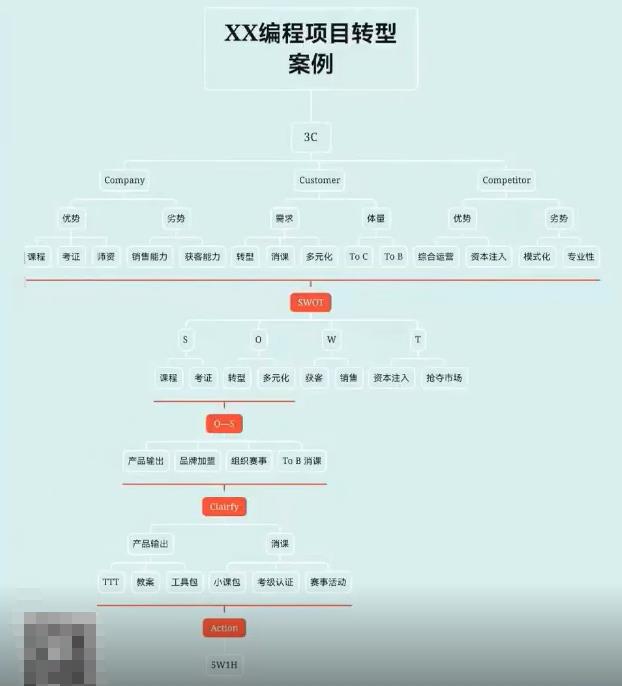 XX编程项目转型
案例
3C
Company Customer Competitor
优势 劣势 需求 体量 优势 劣势
课程 考证 师资 销售能力 获客能力 转型 消课 多元化 To C To B 综合运营 资本注入 模式化 专业性
SWOT
S O W T
课程 考证 转型 多元化 获客 销售 资本注入 抢夺市场
O—S
产品输出 品牌加盟 组织赛事 To B 消课
Clairfy
产品输出 消课
TTT 教案 工具包 小课包 考级认证 赛事活动
Action
5W1H